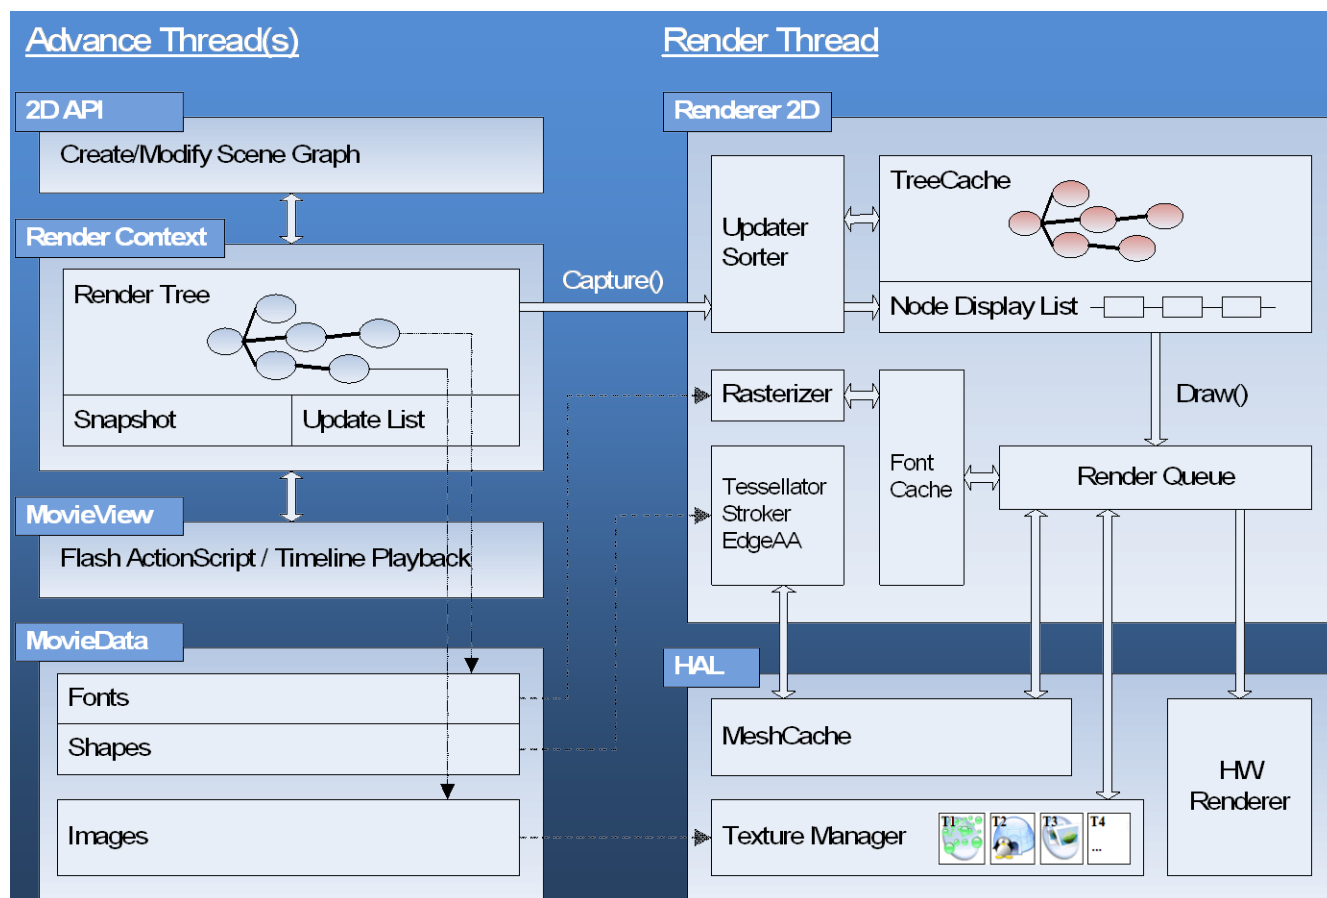 Advance Thread(s)
Render Thread
2D API
Create/Modify Scene Graph
Render Context
Render Tree
Snapshot
Update List
MovieView
Flash ActionScript / Timeline Playback
MovieData
Fonts
Shapes
Images
Capture()
Renderer 2D
Updater
Sorter
TreeCache
Node Display List
Draw()
Rasterizer
Tessellator
Stroker
EdgeAA
Font
Cache
Render Queue
HAL
MeshCache
Texture Manager
T1
T2
T3
T4
...
HW
Renderer